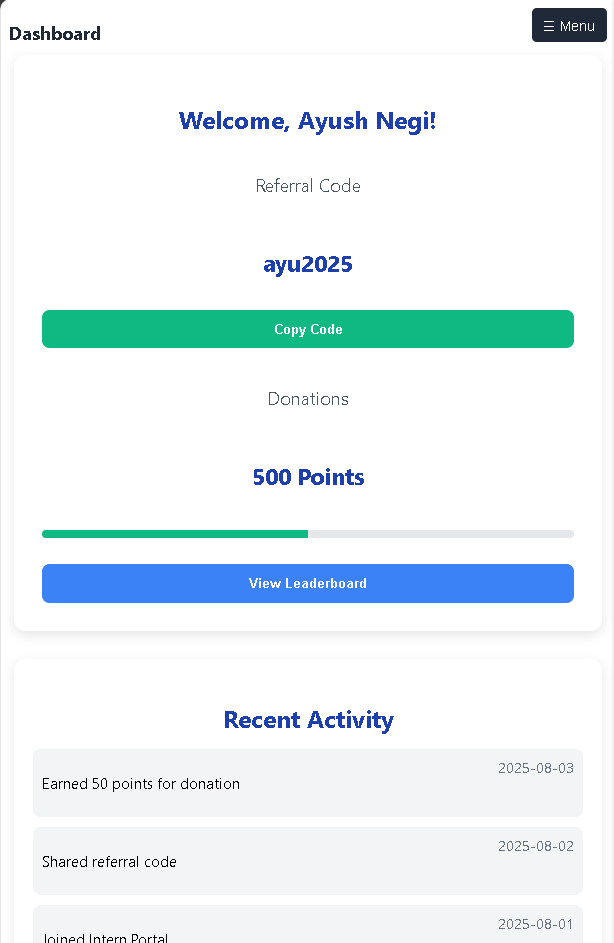 Dashboard
☰ Menu
Welcome, Ayush Negi!
Referral Code
ayu2025
Copy Code
Donations
500 Points
View Leaderboard
Recent Activity
2025-08-03
Earned 50 points for donation
2025-08-02
Shared referral code
2025-08-01
Joined Intern Portal